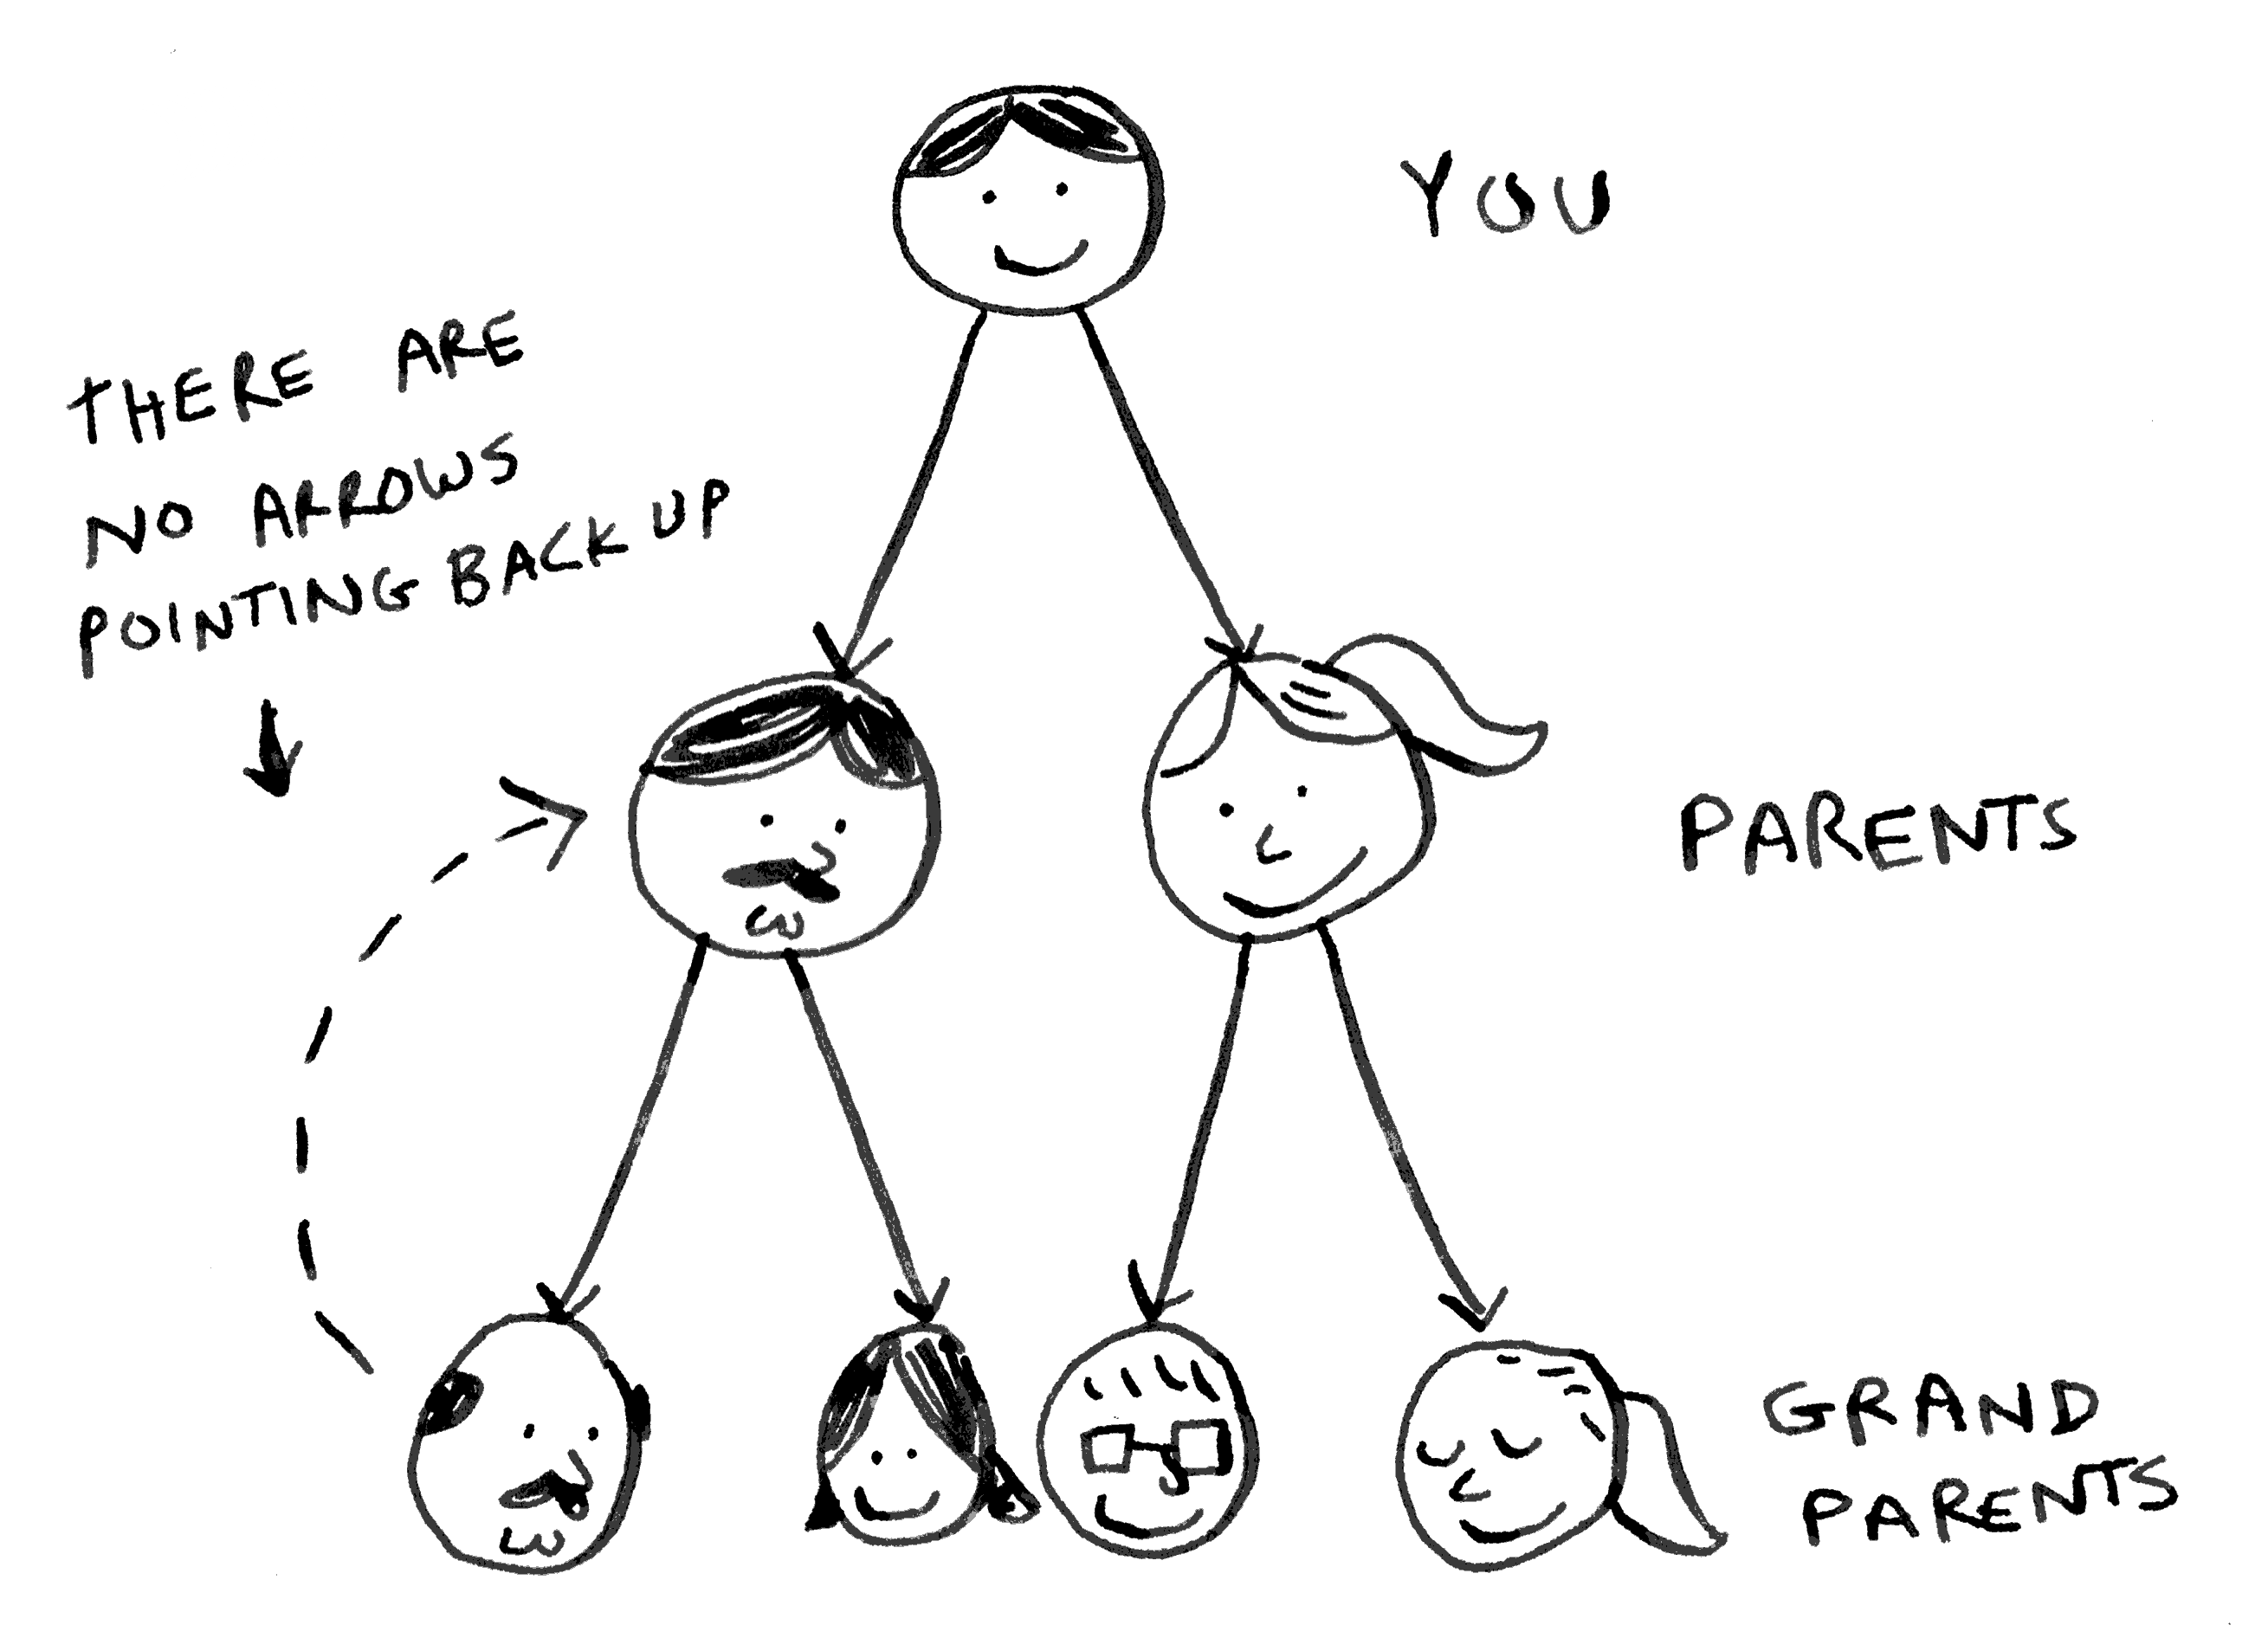 YOU
THERE ARE
NO ARROWS
POINTING BACK UP
PARENTS
GRAND
PARENTS